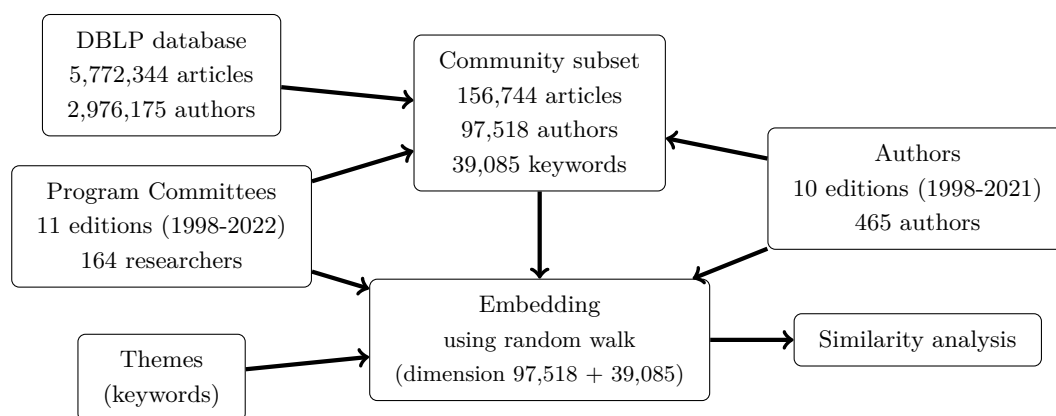 DBLP database
5,772,344 articles
2,976,175 authors
Community subset
156,744 articles
97,518 authors
39,085 keywords
Program Committees
11 editions (1998-2022)
164 researchers
Authors
10 editions (1998-2021)
465 authors
Embedding
using random walk
(dimension 97,518 + 39,085)
Similarity analysis
Themes
(keywords)